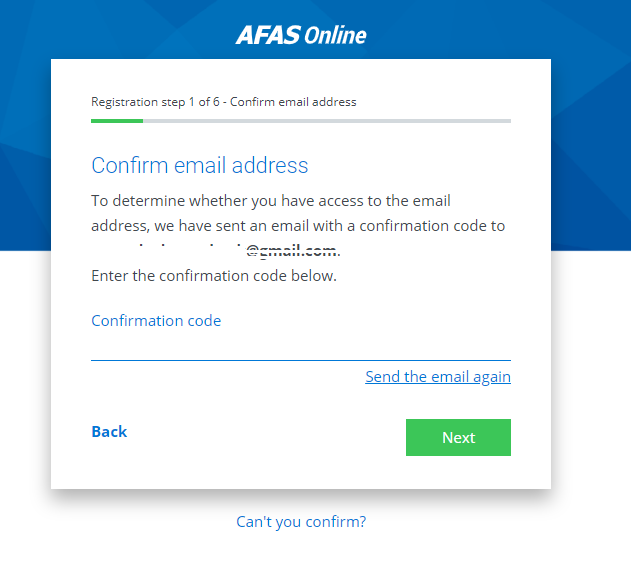 AFAS Online
Registration step 1 of 6 - Confirm email address
Confirm email address
To determine whether you have access to the email
address, we have sent an email with a confirmation code to
@gmail.com.
Enter the confirmation code below.
Confirmation code
Send the email again
Back
Next
Can't you confirm?